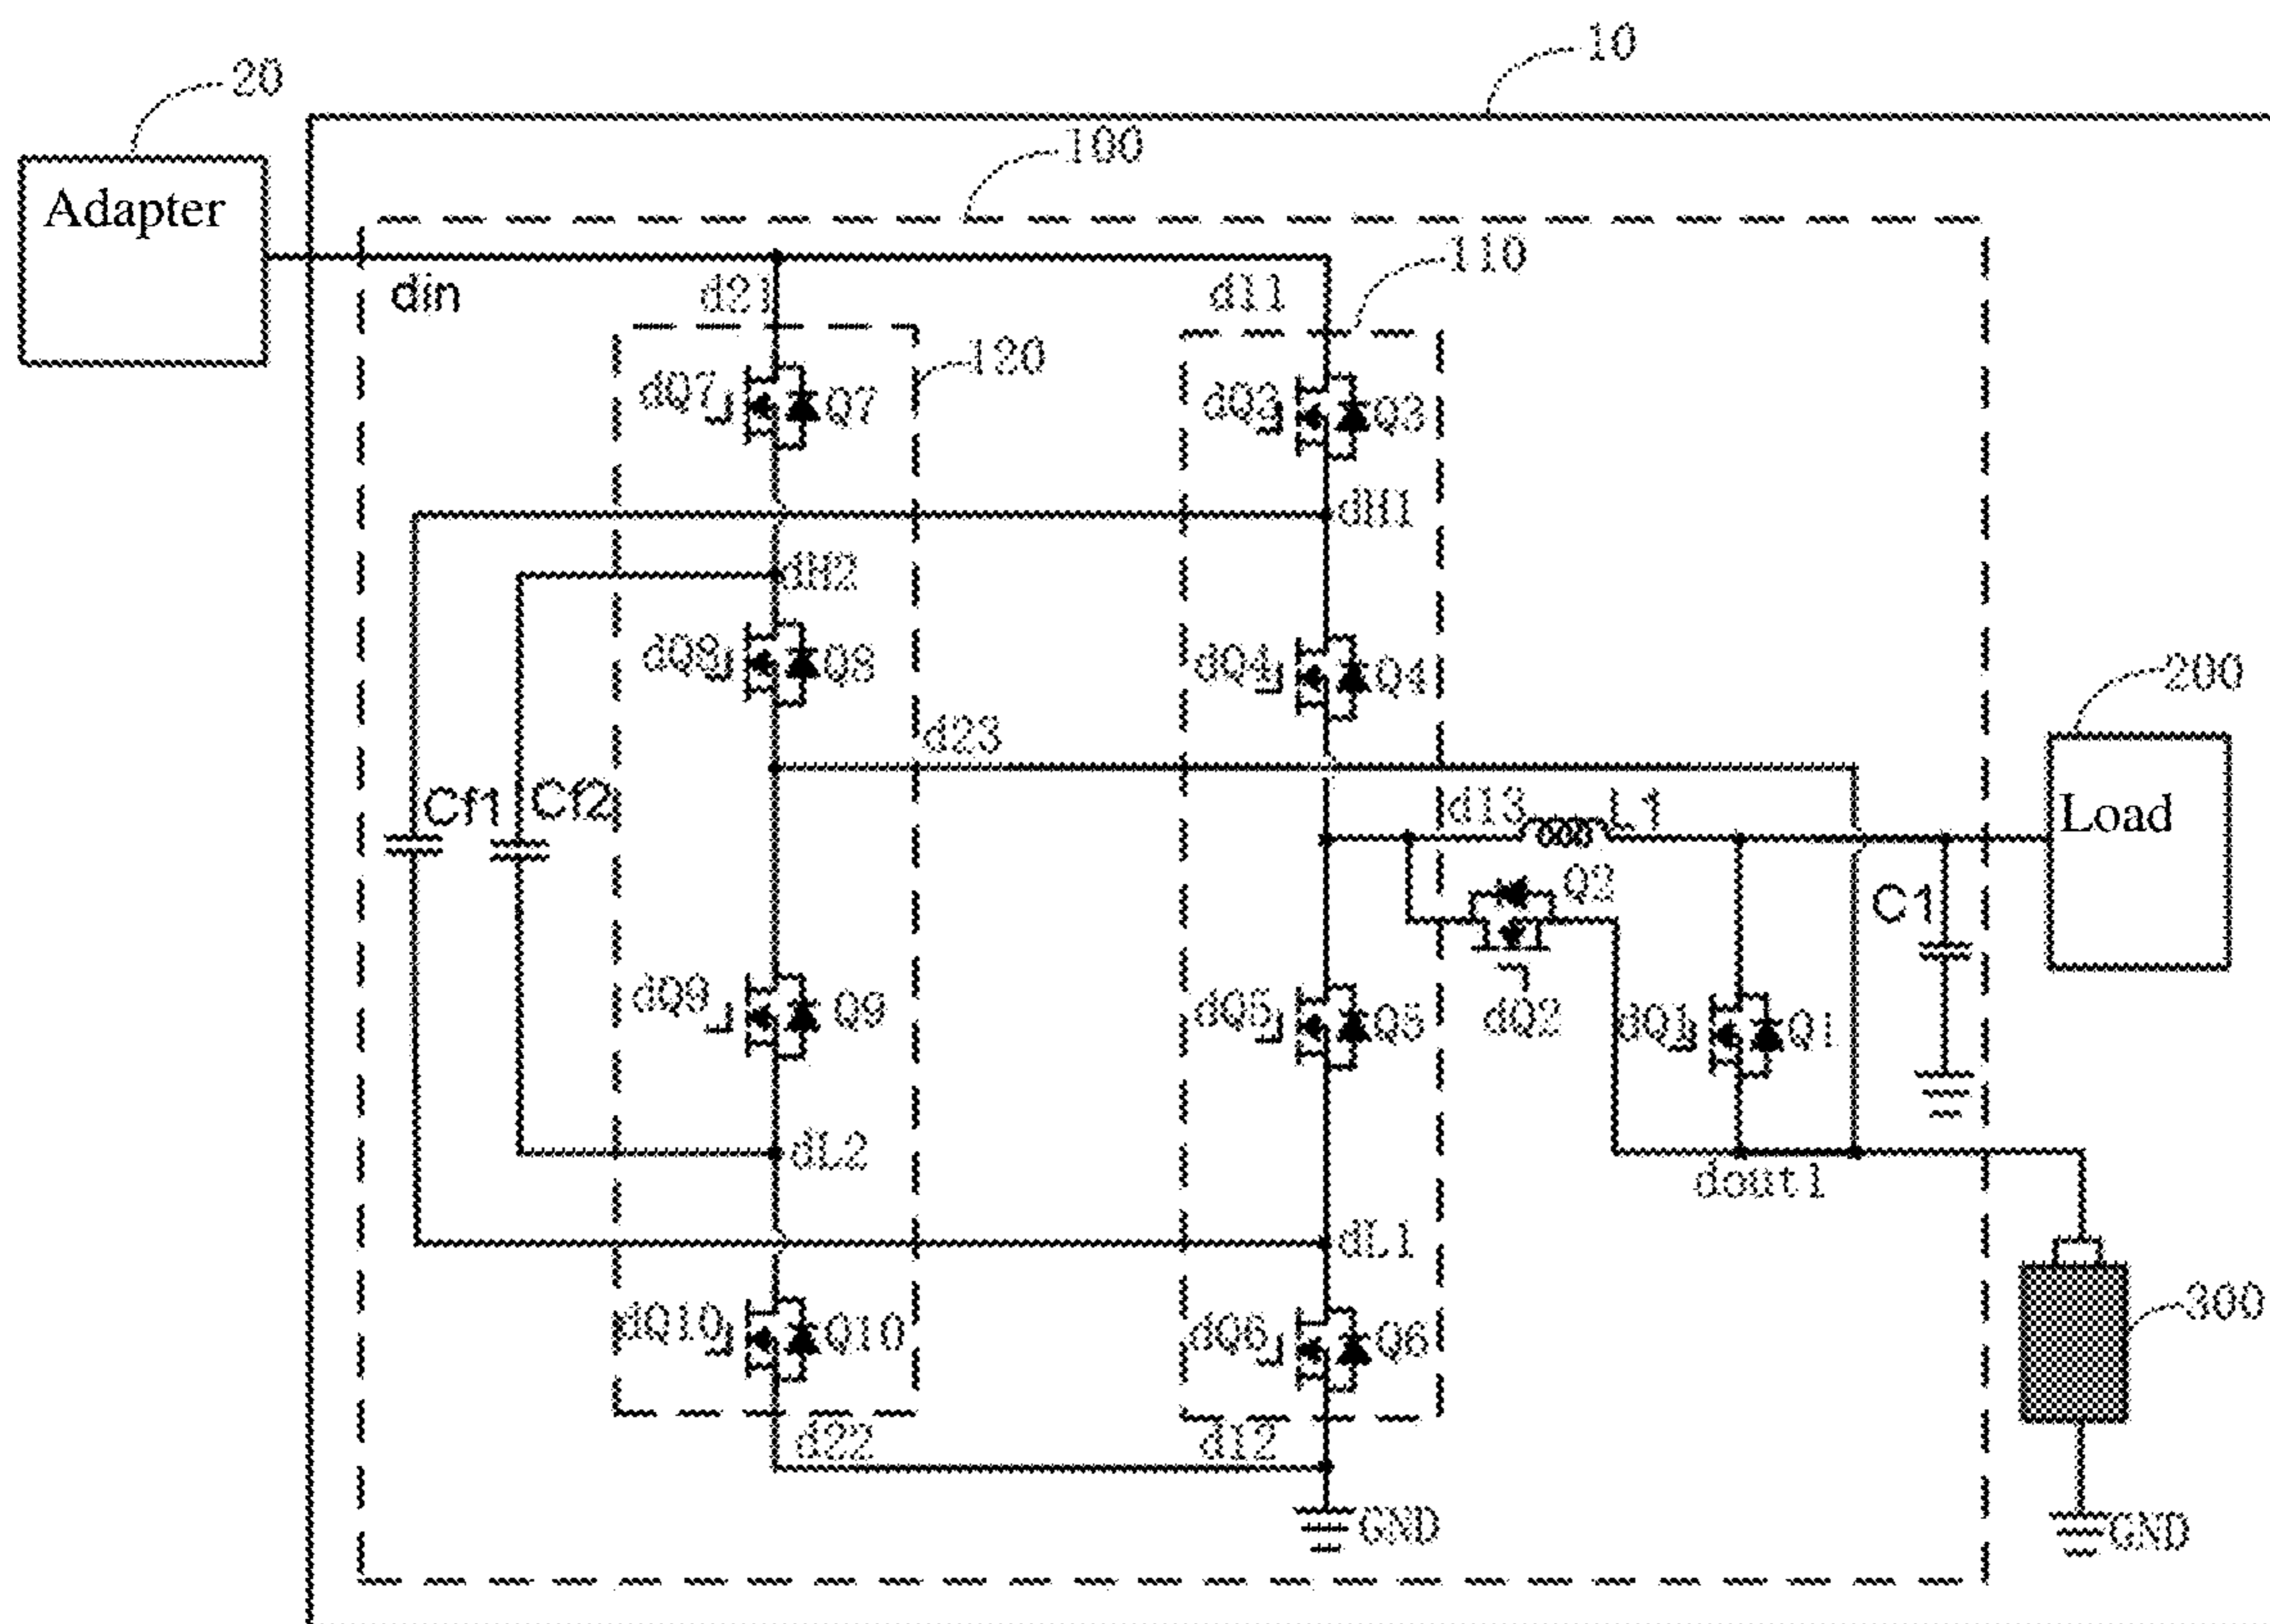 10
20
100
Adapter
110
din
d21
d11
120
dQ7
Q7
dQ3
Q3
dH1
dH2
dQ8
Q8
dQ4
Q4
200
d23
Cf1
Cf2
d13
L1
Load
Q2
C1
dQ9
Q9
dQ5
Q5
dQ2
dQ1
Q1
dL2
dout1
dL1
300
dQ10
Q10
dQ6
Q6
d22
d12
GND
GND